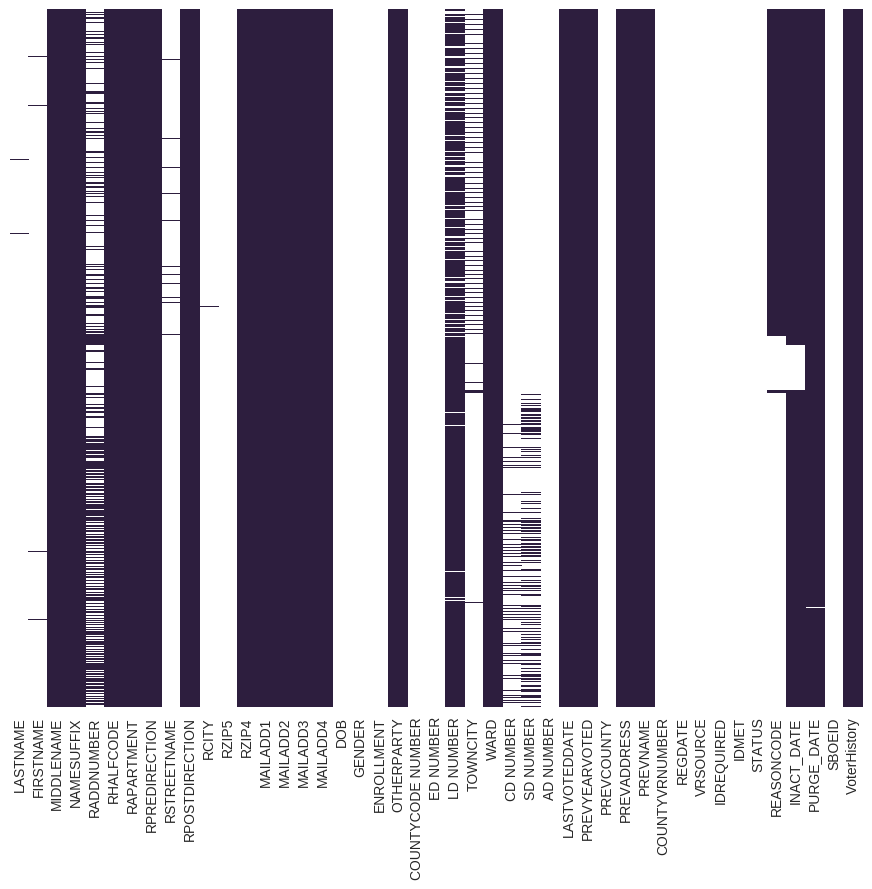 LASTNAME
FIRSTNAME
MIDDLENAME
NAMESUFFIX
RADDNUMBER
RHALFCODE
RAPARTMENT
RPREDIRECTION
RSTREETNAME
RPOSTDIRECTION
RCITY
RZIP5
RZIP4
MAILADD1
MAILADD2
MAILADD3
MAILADD4
DOB
GENDER
ENROLLMENT
OTHERPARTY
COUNTYCODE NUMBER
ED NUMBER
LD NUMBER
TOWNCITY
WARD
CD NUMBER
SD NUMBER
AD NUMBER
LASTVOTEDDATE
PREVYEARVOTED
PREVCOUNTY
PREVADDRESS
PREVNAME
COUNTYVRNUMBER
REGDATE
VRSOURCE
IDREQUIRED
IDMET
STATUS
REASONCODE
INACT_DATE
PURGE_DATE
SBOEID
VoterHistory